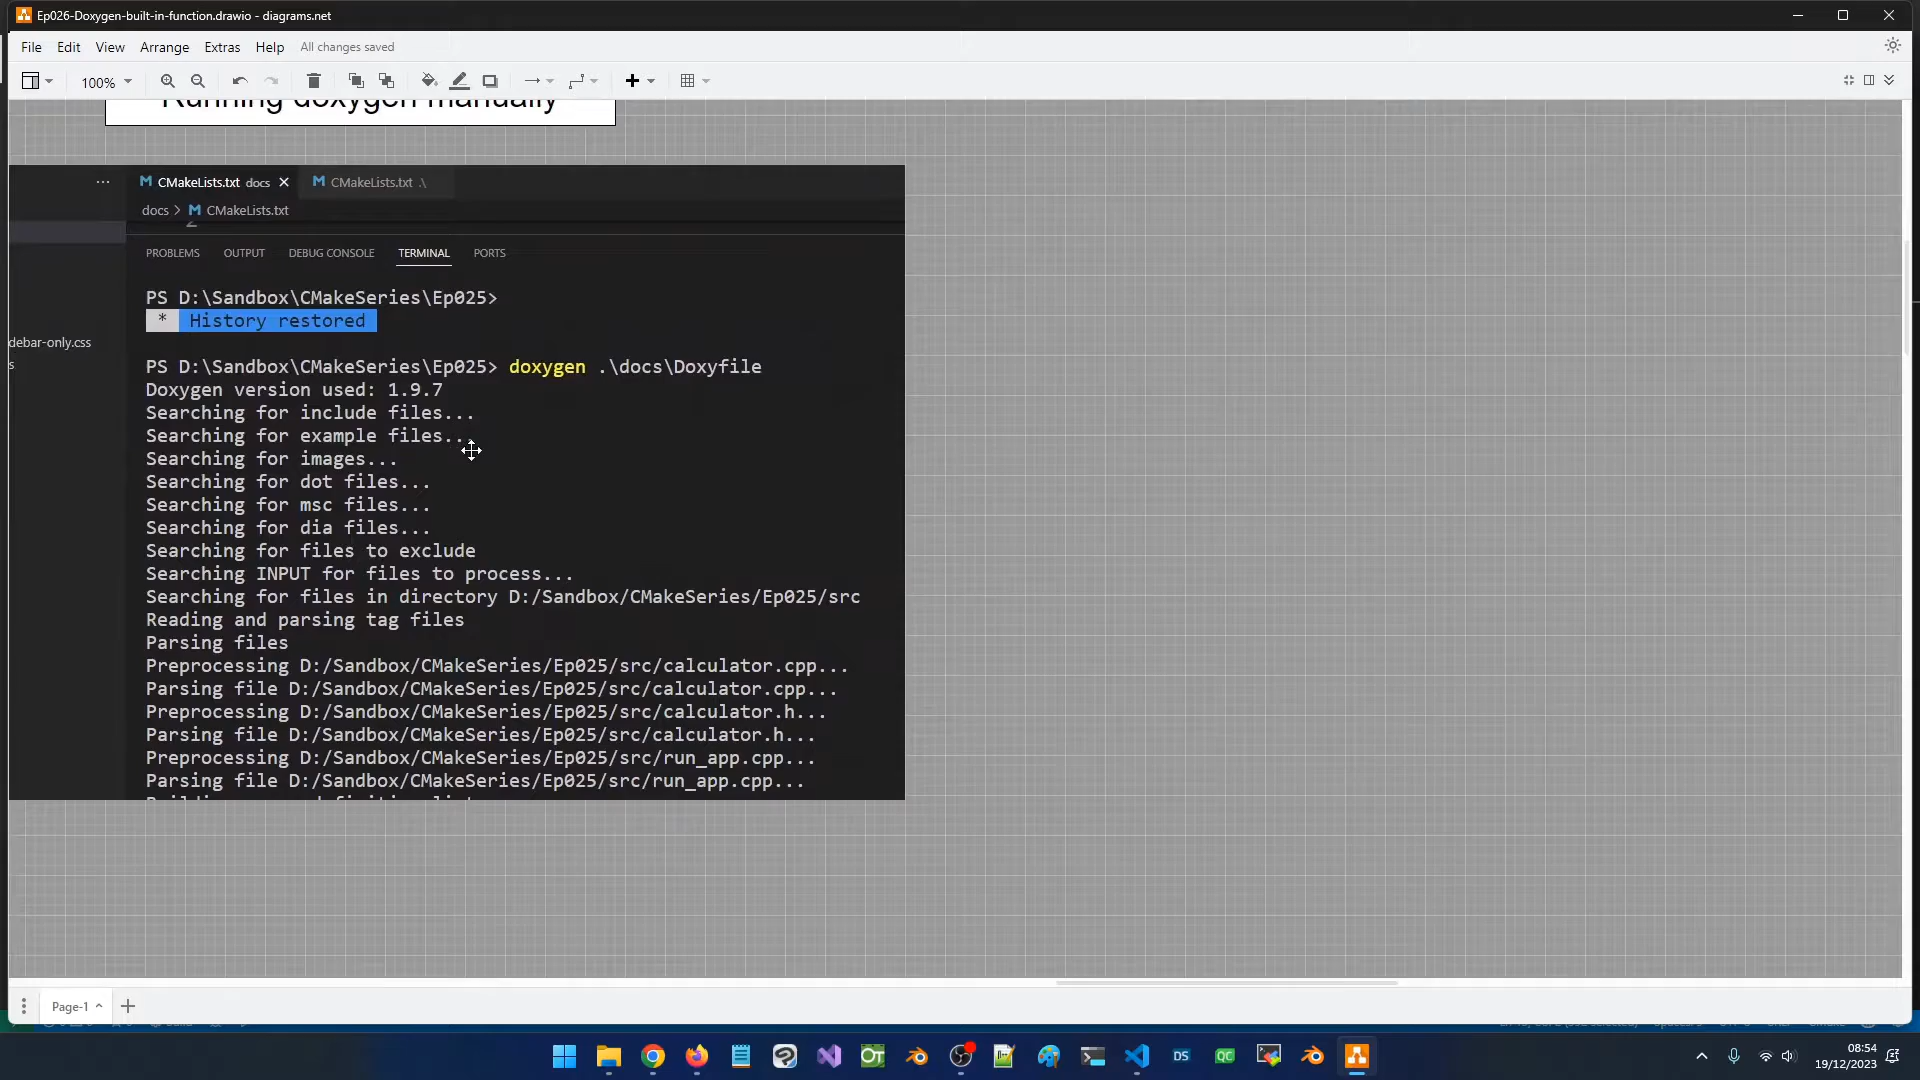 Ep026-Doxygen-built-in-function.drawio - diagrams.net
File Edit View Arrange Extras Help All changes saved
100%
Running doxygen manually
CMakeLists.txt docs CMakeLists.txt .\
docs > CMakeLists.txt
2
PROBLEMS OUTPUT DEBUG CONSOLE TERMINAL PORTS
PS D:\Sandbox\CMakeSeries\Ep025>
* History restored
debar-only.css
s
PS D:\Sandbox\CMakeSeries\Ep025> doxygen .\docs\Doxyfile
Doxygen version used: 1.9.7
Searching for include files...
Searching for example files...
Searching for images...
Searching for dot files...
Searching for msc files...
Searching for dia files...
Searching for files to exclude
Searching INPUT for files to process...
Searching for files in directory D:/Sandbox/CMakeSeries/Ep025/src
Reading and parsing tag files
Parsing files
Preprocessing D:/Sandbox/CMakeSeries/Ep025/src/calculator.cpp...
Parsing file D:/Sandbox/CMakeSeries/Ep025/src/calculator.cpp...
Preprocessing D:/Sandbox/CMakeSeries/Ep025/src/calculator.h...
Parsing file D:/Sandbox/CMakeSeries/Ep025/src/calculator.h...
Preprocessing D:/Sandbox/CMakeSeries/Ep025/src/run_app.cpp...
Parsing file D:/Sandbox/CMakeSeries/Ep025/src/run_app.cpp...
Page-1
OT DS QC
08:54
19/12/2023